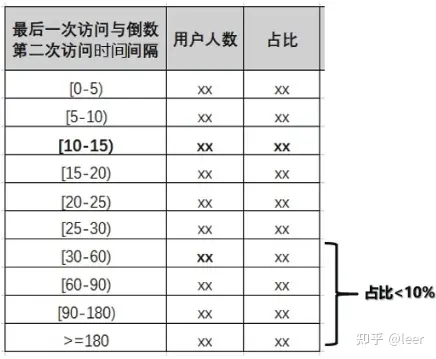 最后一次访问与倒数
第二次访问时间间隔 用户人数 占比
[0-5) xx xx
[5-10) xx xx
[10-15) xx xx
[15-20) xx xx
[20-25) xx xx
[25-30) xx xx
[30-60) xx xx
[60-90) xx xx
[90-180) xx xx
>=180 xx xx
占比<10%
知乎 @leer